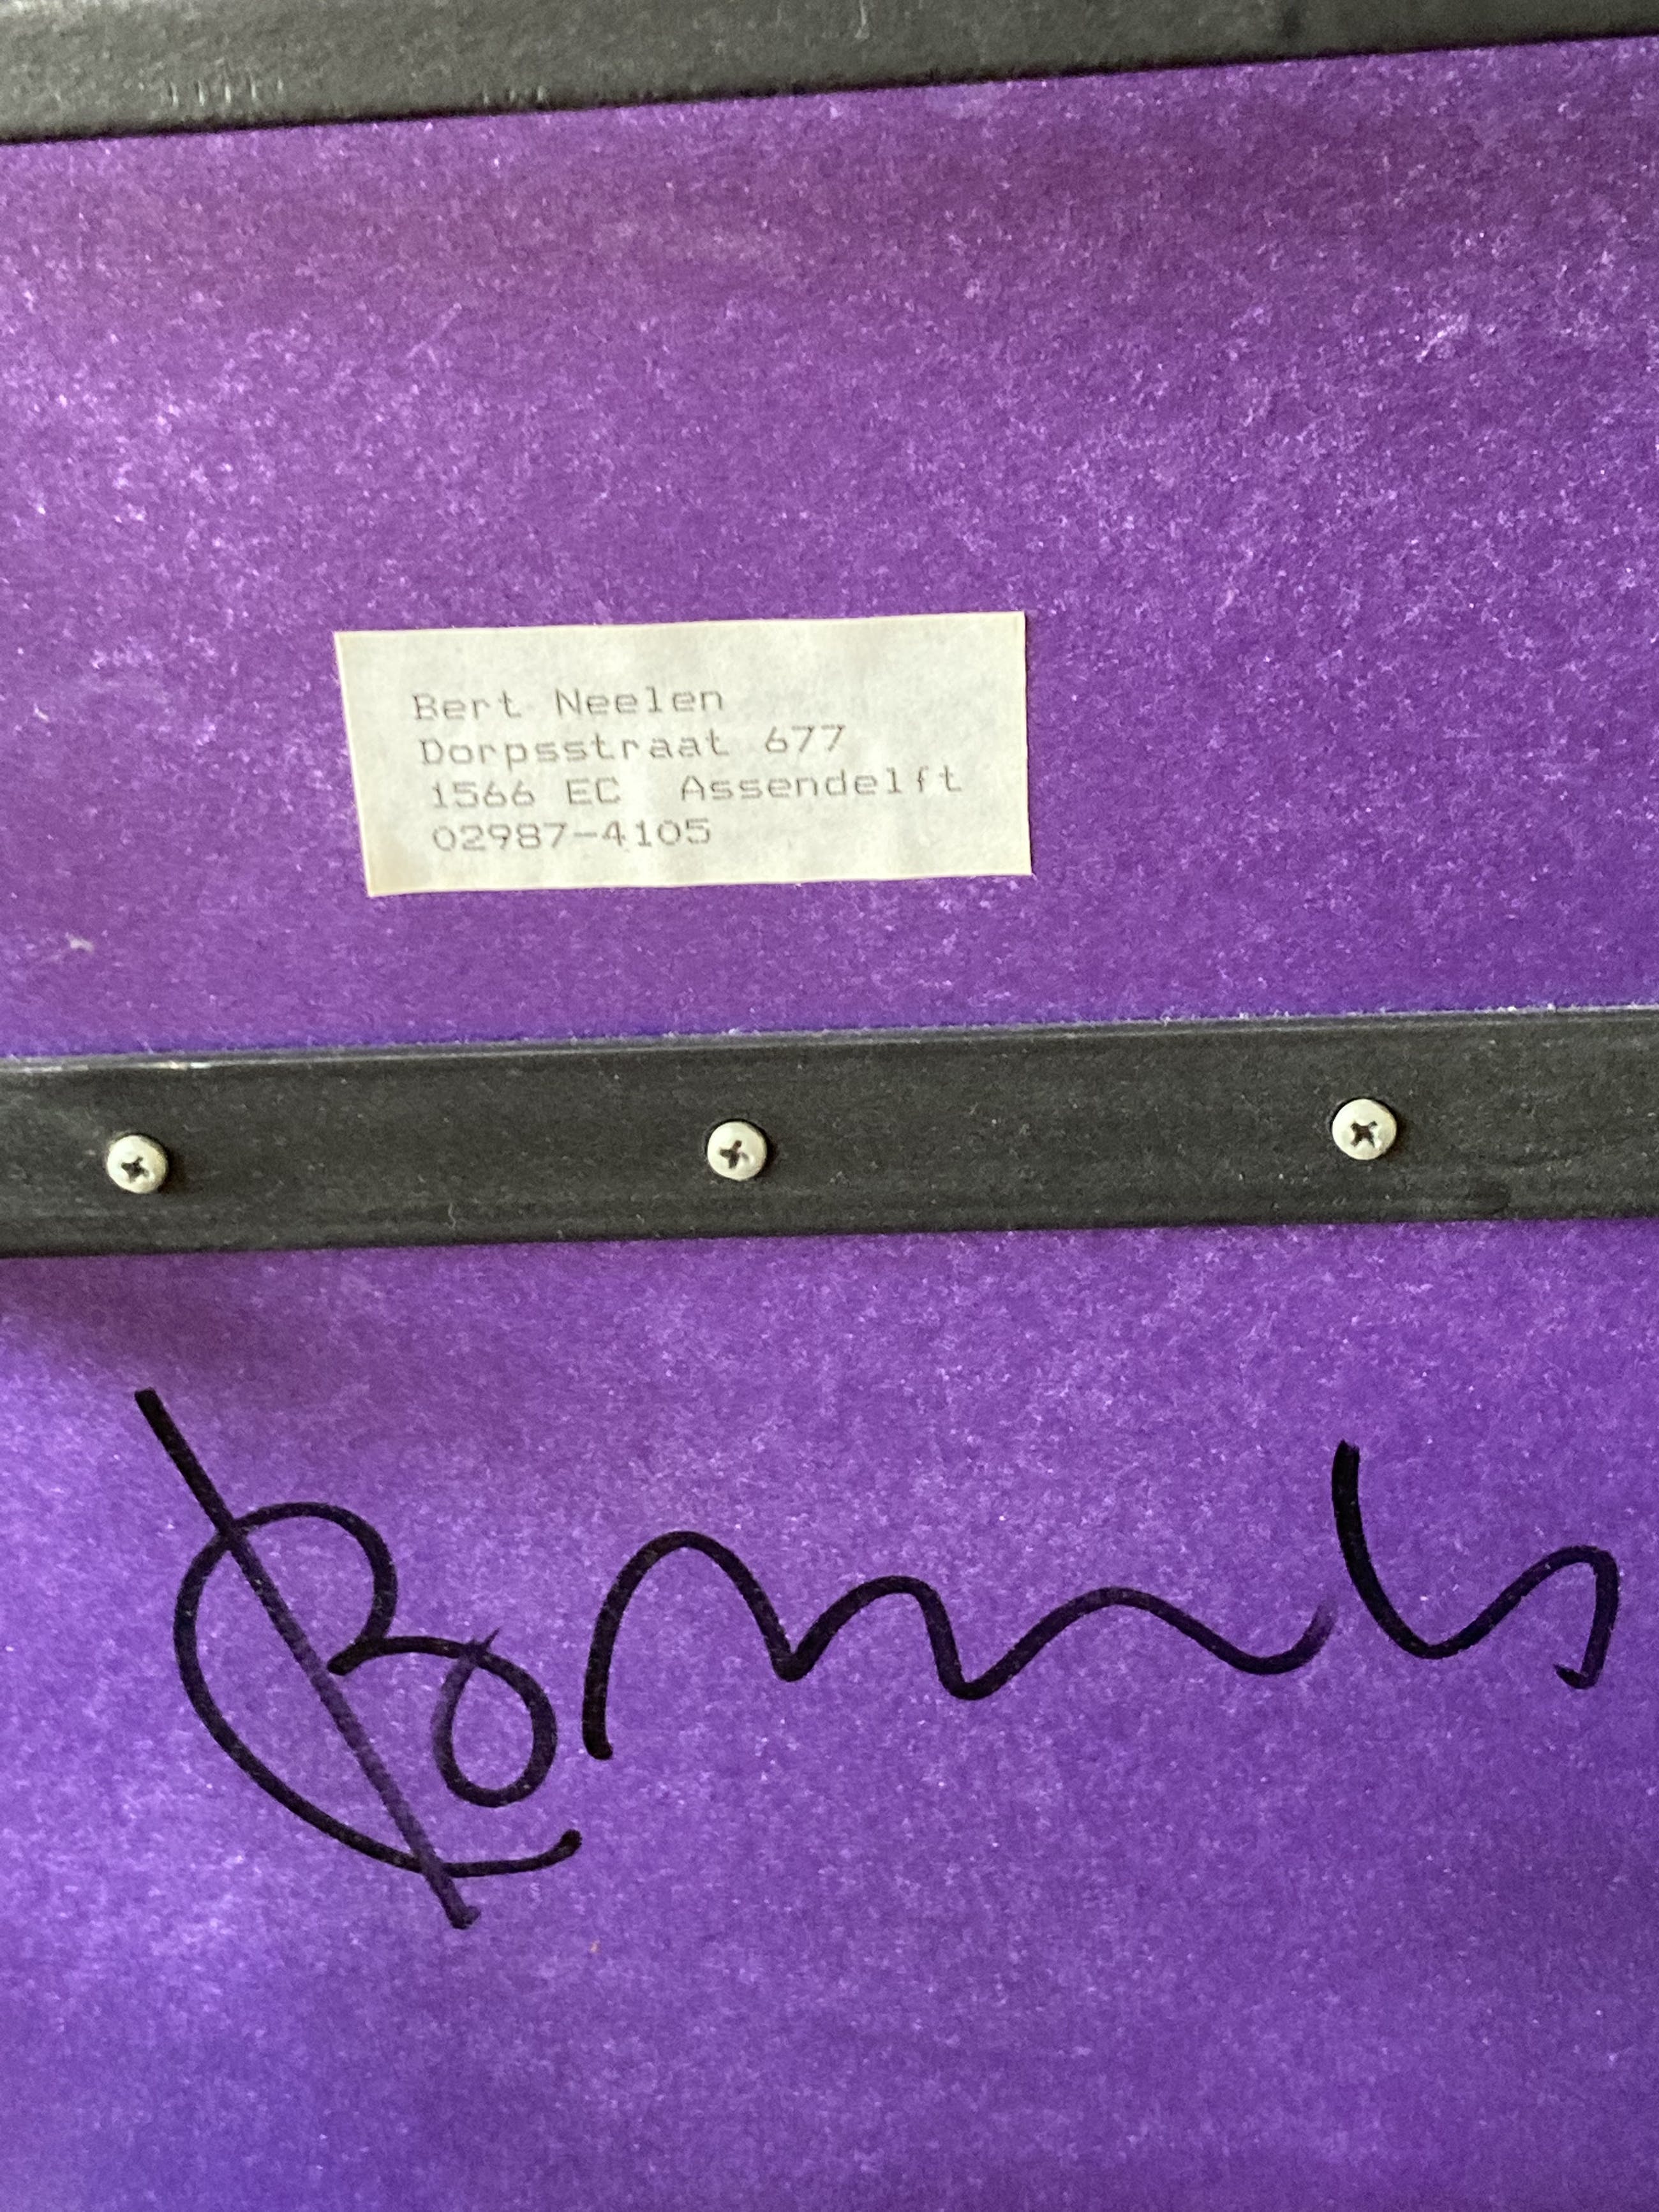 Bert Neelen
Dorpsstraat 677
1566 EC Assendelft
02987-4105